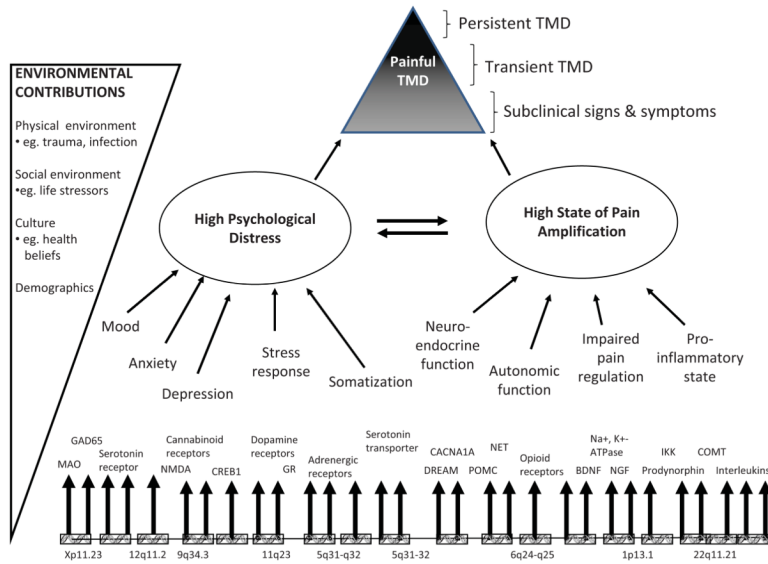 Persistent TMD
Painful
TMD
Transient TMD
Subclinical signs & symptoms
ENVIRONMENTAL
CONTRIBUTIONS
Physical environment
• eg. trauma, infection
Social environment
•eg. life stressors
Culture
• eg. health
beliefs
Demographics
High Psychological
Distress
High State of Pain
Amplification
Mood
Anxiety
Depression
Stress
response
Somatization
Neuro-
endocrine
function
Autonomic
function
Impaired
pain
regulation
Pro-
inflammatory
state
MAO
GAD65
Serotonin
receptor
NMDA
Cannabinoid
receptors
CREB1
Dopamine
receptors
GR
Adrenergic
receptors
Serotonin
transporter
CACNA1A
DREAM
POMC
NET
Opioid
receptors
Na+, K+-
ATPase
BDNF
NGF
IKK
Prodynorphin
COMT
Interleukins
Xp11.23
12q11.2
9q34.3
11q23
5q31-q32
5q31-32
6q24-q25
1p13.1
22q11.21